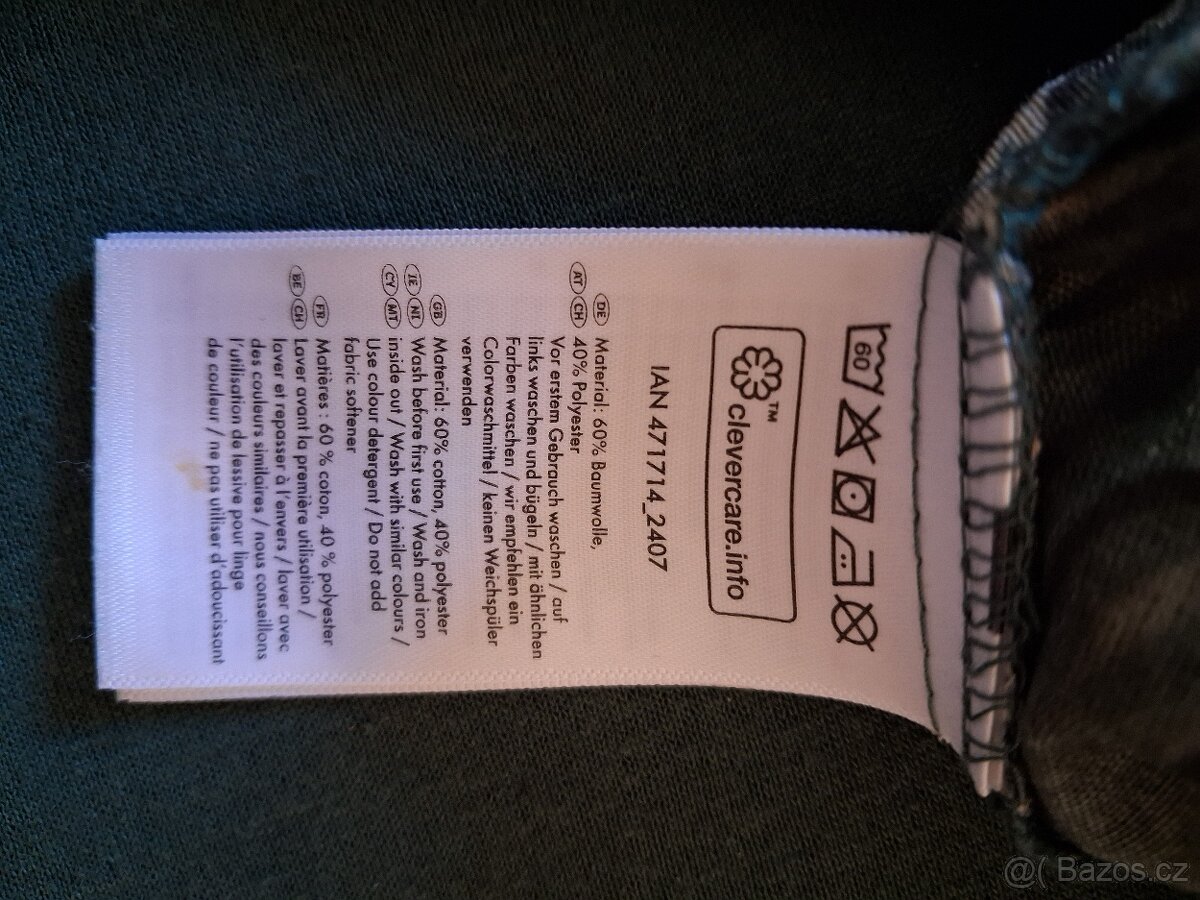 60
clevercare.info™
IAN 471714_2407
DE Material: 60% Baumwolle,
AT CH 40% Polyester
Vor erstem Gebrauch waschen / auf
links waschen und bügeln / mit ähnlichen
Farben waschen / wir empfehlen ein
Colorwaschmittel / keinen Weichspüler
verwenden
GB Material: 60% cotton, 40% polyester
IE NI Wash before first use / Wash and iron
CY MT inside out / Wash with similar colours /
Use colour detergent / Do not add
fabric softener
FR Matières : 60 % coton, 40 % polyester
BE CH Laver avant la première utilisation /
laver et repasser à l'envers / laver avec
des couleurs similaires / nous conseillons
l'utilisation de lessive pour linge
de couleur / ne pas utiliser d'adoucissant
@( Bazos.cz